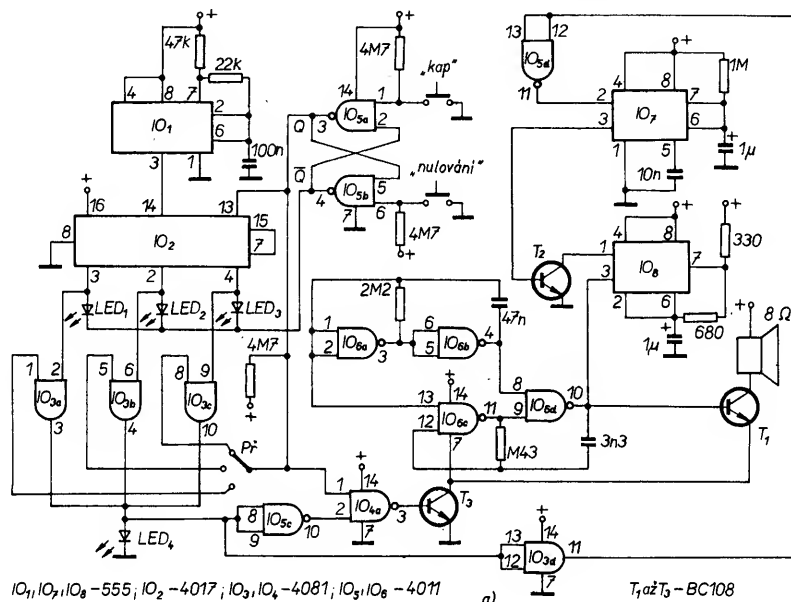 + 47k 22k 4 8 7 2 6 IO1 3 1 100n
+ 4M7 14 1 „kap" Q 3 IO5a 2
Q̅ 4 IO5b 5 6 7 „nulování" 4M7 +
+ 16 14 13 15 8 IO2 7 3 2 4
LED1 LED2 LED3
1 2 5 6 8 9 4M7 +
IO3a IO3b IO3c 3 4 10
Př
LED4 8 9 IO5c 10 + 1 14 2 IO4a 3 7 T3
2M2 47n 1 2 IO6a 3 6 5 IO6b 4
+ 13 14 12 IO6c 11 7 8 9 IO6d 10 M43 3n3
13 12 IO5d 11
+ 4 8 1M 2 IO7 7 3 6 1 5 + 1µ 10n
T2 + + 4 8 330 1 IO8 7 3 2 6 680 + 1µ
+ 8 Ω T1
+ 13 14 12 IO3d 11 7
IO1, IO7, IO8 – 555; IO2 – 4017; IO3, IO4 – 4081; IO5, IO6 – 4011
a)
T1 až T3 – BC108